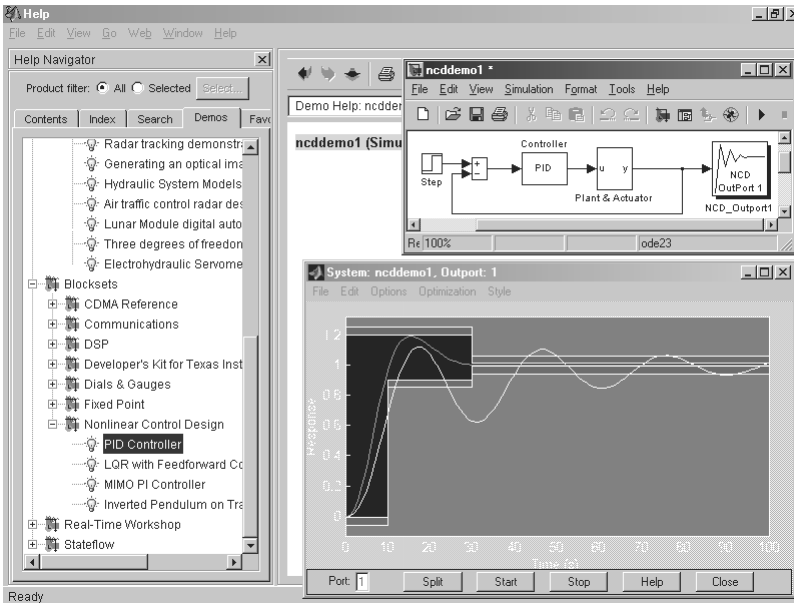 Help
File Edit View Go Web Window Help
Help Navigator
Product filter: All Selected Select...
Contents Index Search Demos Favo
Radar tracking demonstra
Generating an optical ima
Hydraulic System Models
Air traffic control radar des
Lunar Module digital auto
Three degrees of freedon
Electrohydraulic Servome
Blocksets
CDMA Reference
Communications
DSP
Developer's Kit for Texas Inst
Dials & Gauges
Fixed Point
Nonlinear Control Design
PID Controller
LQR with Feedforward Co
MIMO PI Controller
Inverted Pendulum on Tra
Real-Time Workshop
Stateflow
Ready
Demo Help: ncdder
ncddemo1 (Simu
ncddemo1 *
File Edit View Simulation Format Tools Help
Controller
Step
PID
u y
Plant & Actuator
NCD
OutPort 1
NCD_Outport1
Re 100% ode23
System: ncddemo1, Outport: 1
File Edit Options Optimization Style
Response
1.2
1
0.8
0.6
0.4
0.2
0
0 10 20 30 40 50 60 70 80 90 100
Time (s)
Port: 1 Split Start Stop Help Close